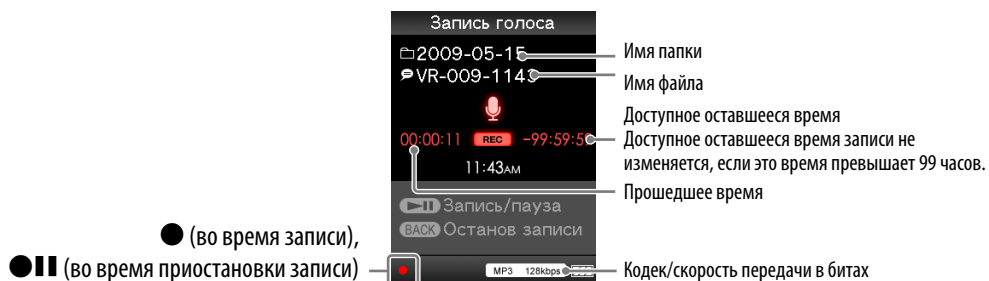 Запись голоса
2009-05-15
VR-009-1143
00:00:11 REC -99:59:59
11:43AM
Запись/пауза
BACK Останов записи
MP3 128kbps
Имя папки
Имя файла
Доступное оставшееся время
Доступное оставшееся время записи не
изменяется, если это время превышает 99 часов.
Прошедшее время
Кодек/скорость передачи в битах
(во время записи),
(во время приостановки записи)